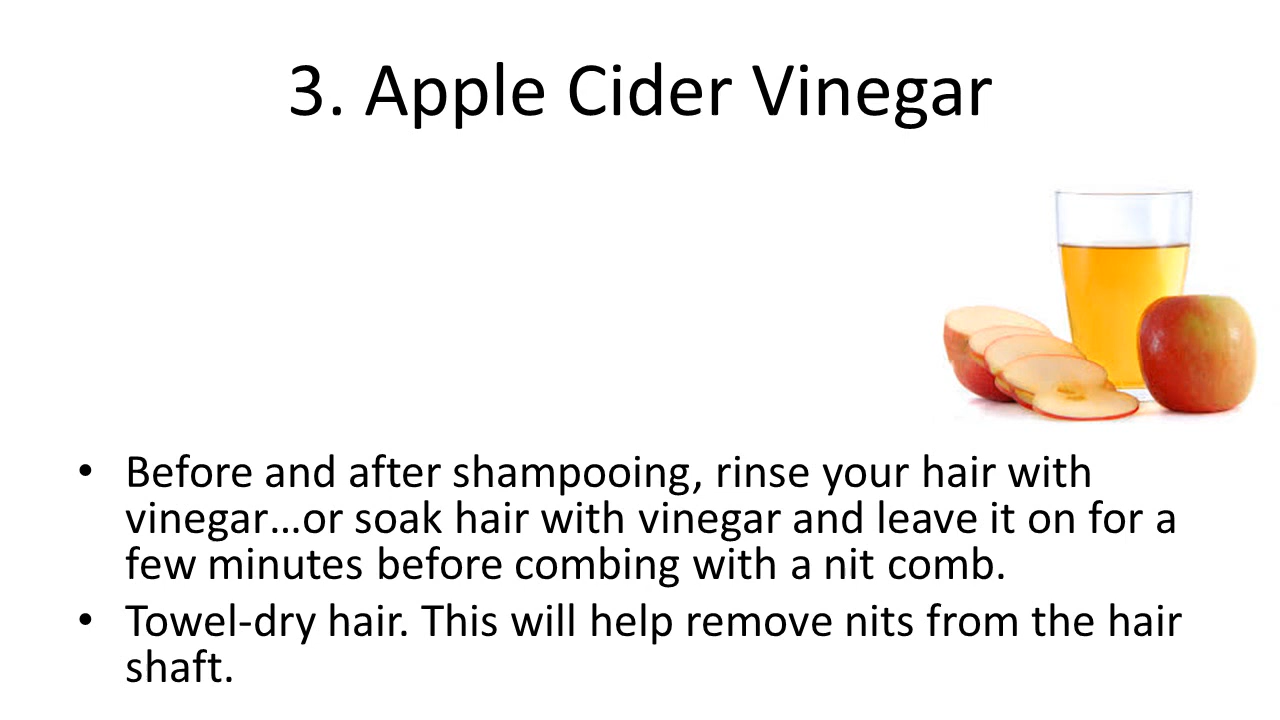 3. Apple Cider Vinegar
• Before and after shampooing, rinse your hair with
vinegar…or soak hair with vinegar and leave it on for a
few minutes before combing with a nit comb.
• Towel-dry hair. This will help remove nits from the hair
shaft.